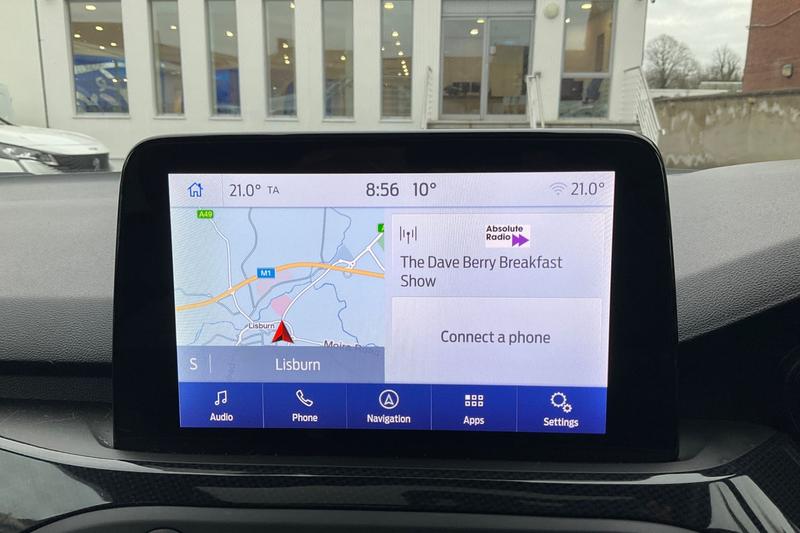 21.0° TA 8:56 10° 21.0°
A49
M1
Lisburn
S Lisburn
Absolute
Radio
The Dave Berry Breakfast
Show
Connect a phone
Audio Phone Navigation Apps Settings